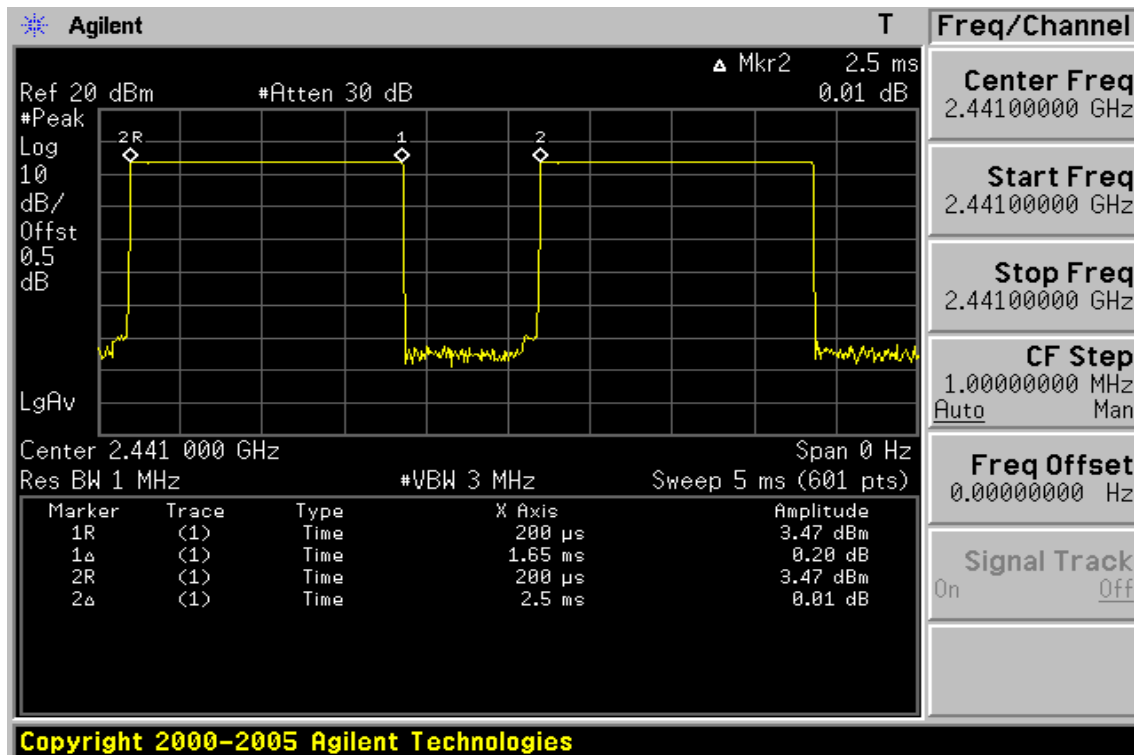 Agilent T Freq/Channel
Δ Mkr2 2.5 ms
Ref 20 dBm #Atten 30 dB 0.01 dB
#Peak
Log
10
dB/
Offst
0.5
dB
LgAv
2R 1 2
Center 2.441 000 GHz Span 0 Hz
Res BW 1 MHz #VBW 3 MHz Sweep 5 ms (601 pts)
Marker Trace Type X Axis Amplitude
1R (1) Time 200 µs 3.47 dBm
1Δ (1) Time 1.65 ms 0.20 dB
2R (1) Time 200 µs 3.47 dBm
2Δ (1) Time 2.5 ms 0.01 dB
Center Freq
2.44100000 GHz
Start Freq
2.44100000 GHz
Stop Freq
2.44100000 GHz
CF Step
1.00000000 MHz
Auto Man
Freq Offset
0.00000000 Hz
Signal Track
On Off
Copyright 2000-2005 Agilent Technologies